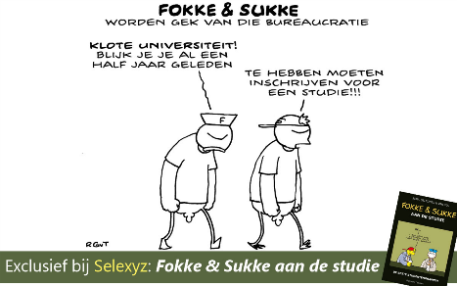 FOKKE & SUKKE
WORDEN GEK VAN DIE BUREAUCRATIE
KLOTE UNIVERSITEIT!
BLIJK JE JE AL EEN
HALF JAAR GELEDEN
TE HEBBEN MOETEN
INSCHRIJVEN VOOR
EEN STUDIE!!!
F
RGvT
FOKKE & SUKKE
AAN DE STUDIE
Exclusief bij Selexyz: Fokke & Sukke aan de studie